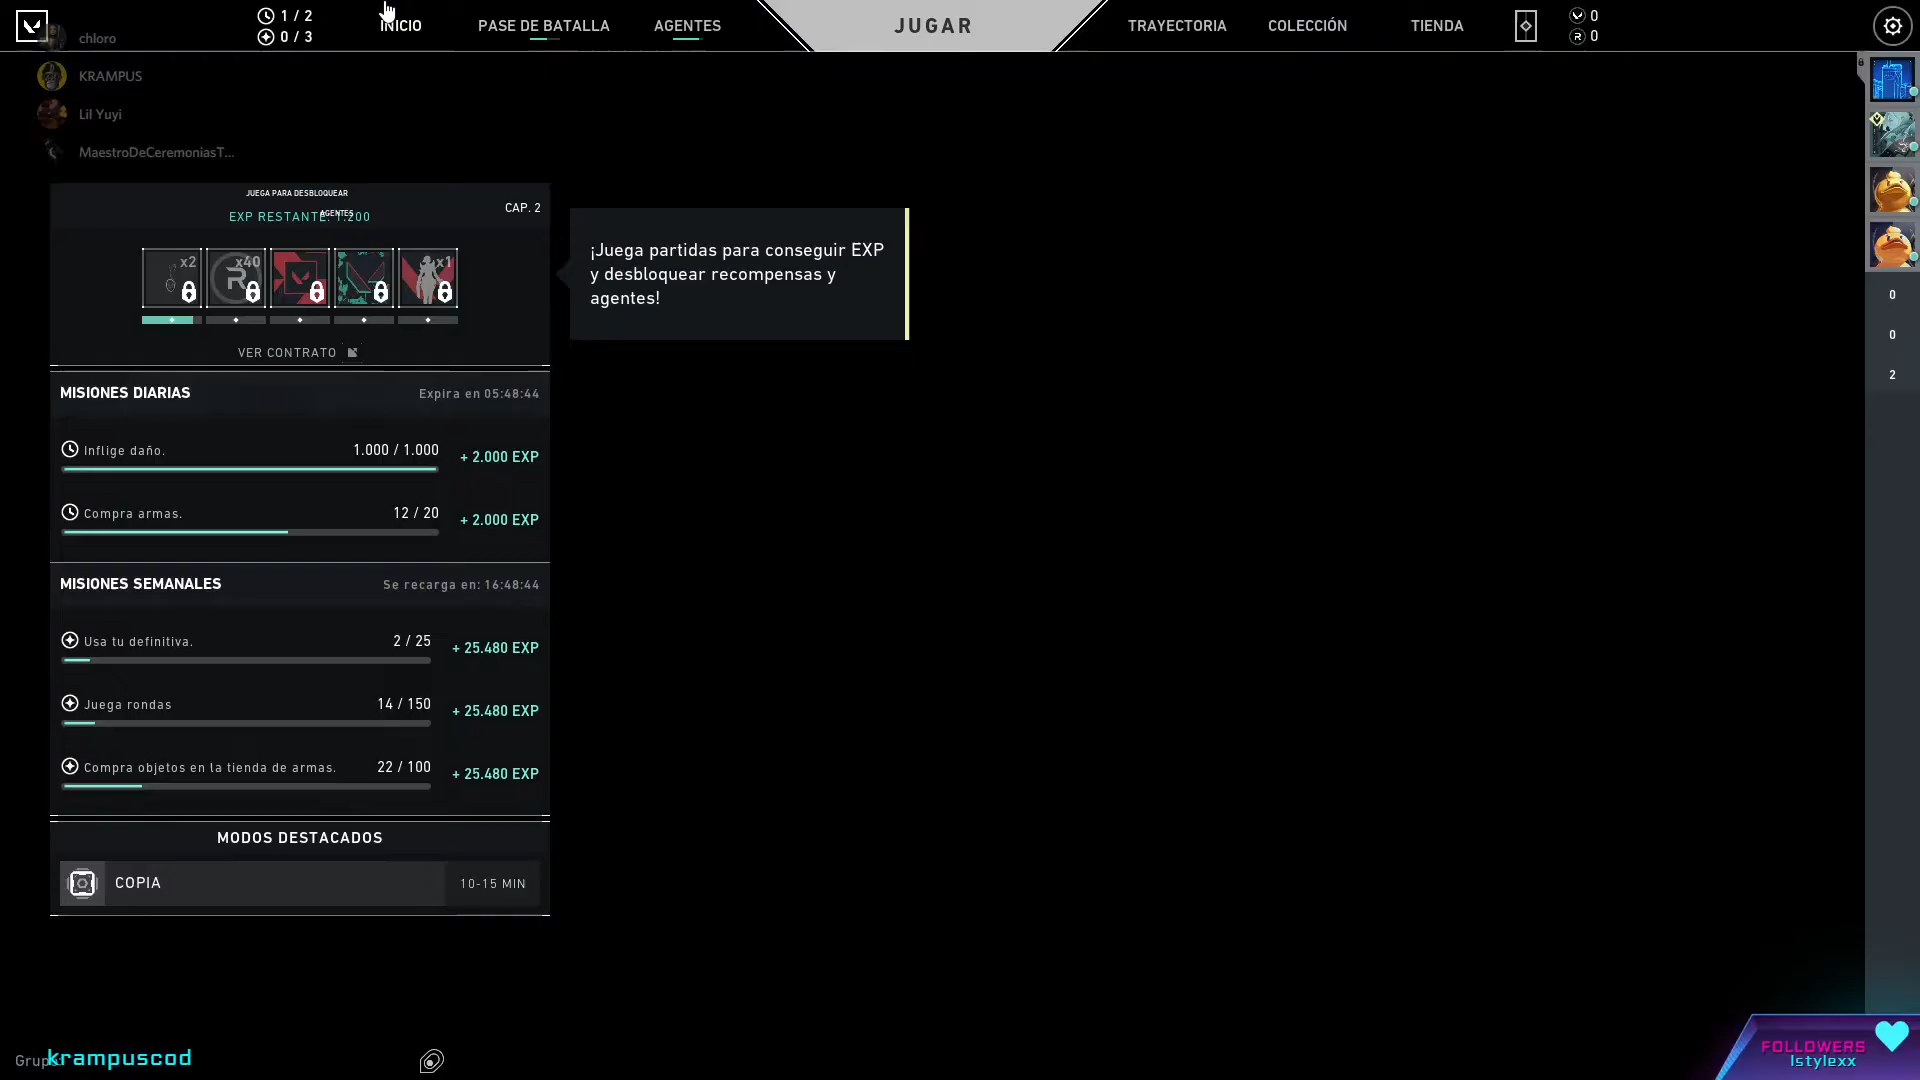 1 / 2
0 / 3
INICIO
PASE DE BATALLA
AGENTES
JUGAR
TRAYECTORIA
COLECCIÓN
TIENDA
0
0
chloro
KRAMPUS
Lil Yuyi
MaestroDeCeremoniasT...
JUEGA PARA DESBLOQUEAR
AGENTES
EXP RESTANTE: 1.200
CAP. 2
x2
x40
R
x1
VER CONTRATO
¡Juega partidas para conseguir EXP
y desbloquear recompensas y
agentes!
MISIONES DIARIAS
Expira en 05:48:44
Inflige daño.
1.000 / 1.000
+ 2.000 EXP
Compra armas.
12 / 20
+ 2.000 EXP
MISIONES SEMANALES
Se recarga en: 16:48:44
Usa tu definitiva.
2 / 25
+ 25.480 EXP
Juega rondas
14 / 150
+ 25.480 EXP
Compra objetos en la tienda de armas.
22 / 100
+ 25.480 EXP
MODOS DESTACADOS
COPIA
10-15 MIN
0
0
2
krampuscod
FOLLOWERS